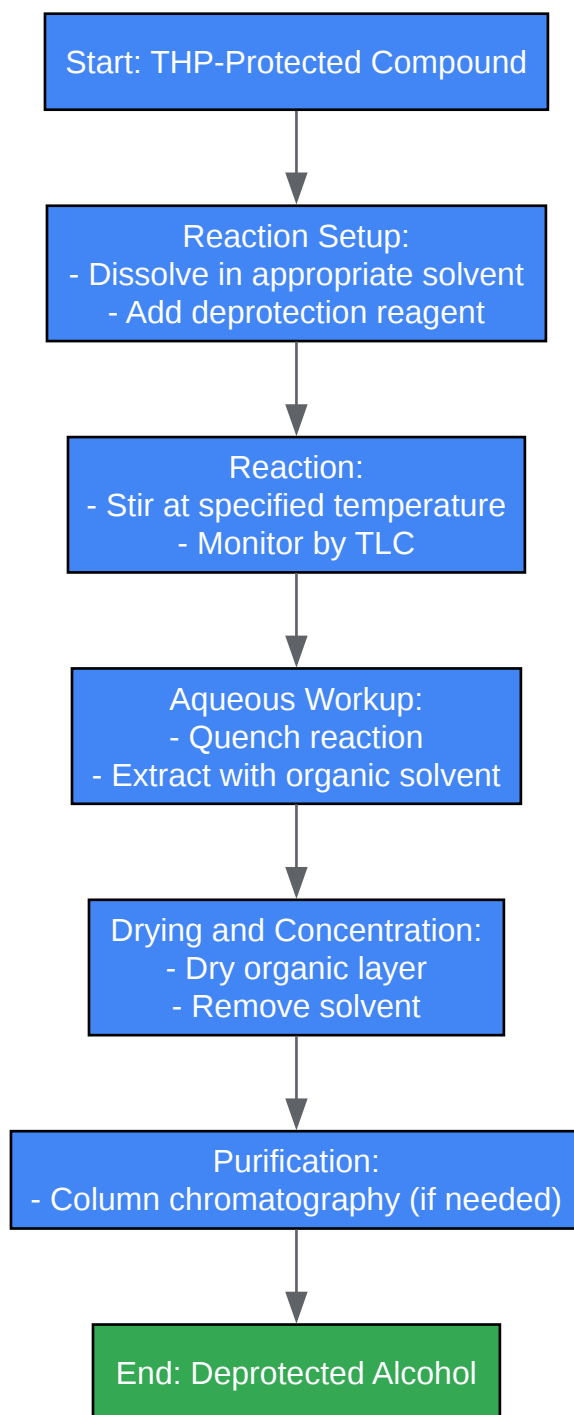 Start: THP-Protected Compound
Reaction Setup:
- Dissolve in appropriate solvent
- Add deprotection reagent
Reaction:
- Stir at specified temperature
- Monitor by TLC
Aqueous Workup:
- Quench reaction
- Extract with organic solvent
Drying and Concentration:
- Dry organic layer
- Remove solvent
Purification:
- Column chromatography (if needed)
End: Deprotected Alcohol